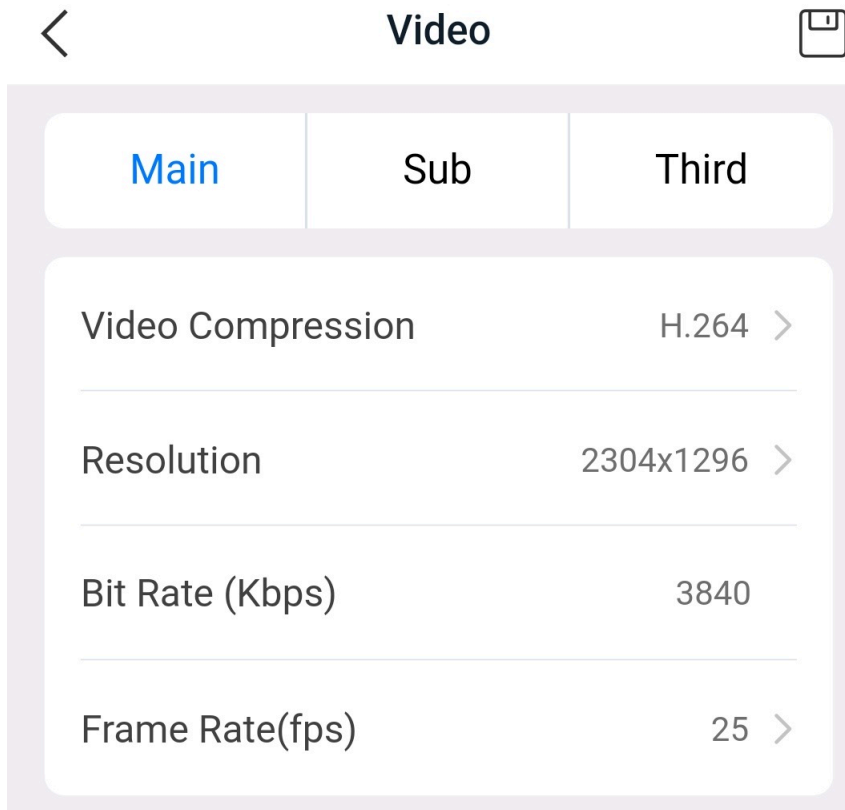 Video
Main Sub Third
Video Compression H.264
Resolution 2304x1296
Bit Rate (Kbps) 3840
Frame Rate(fps) 25